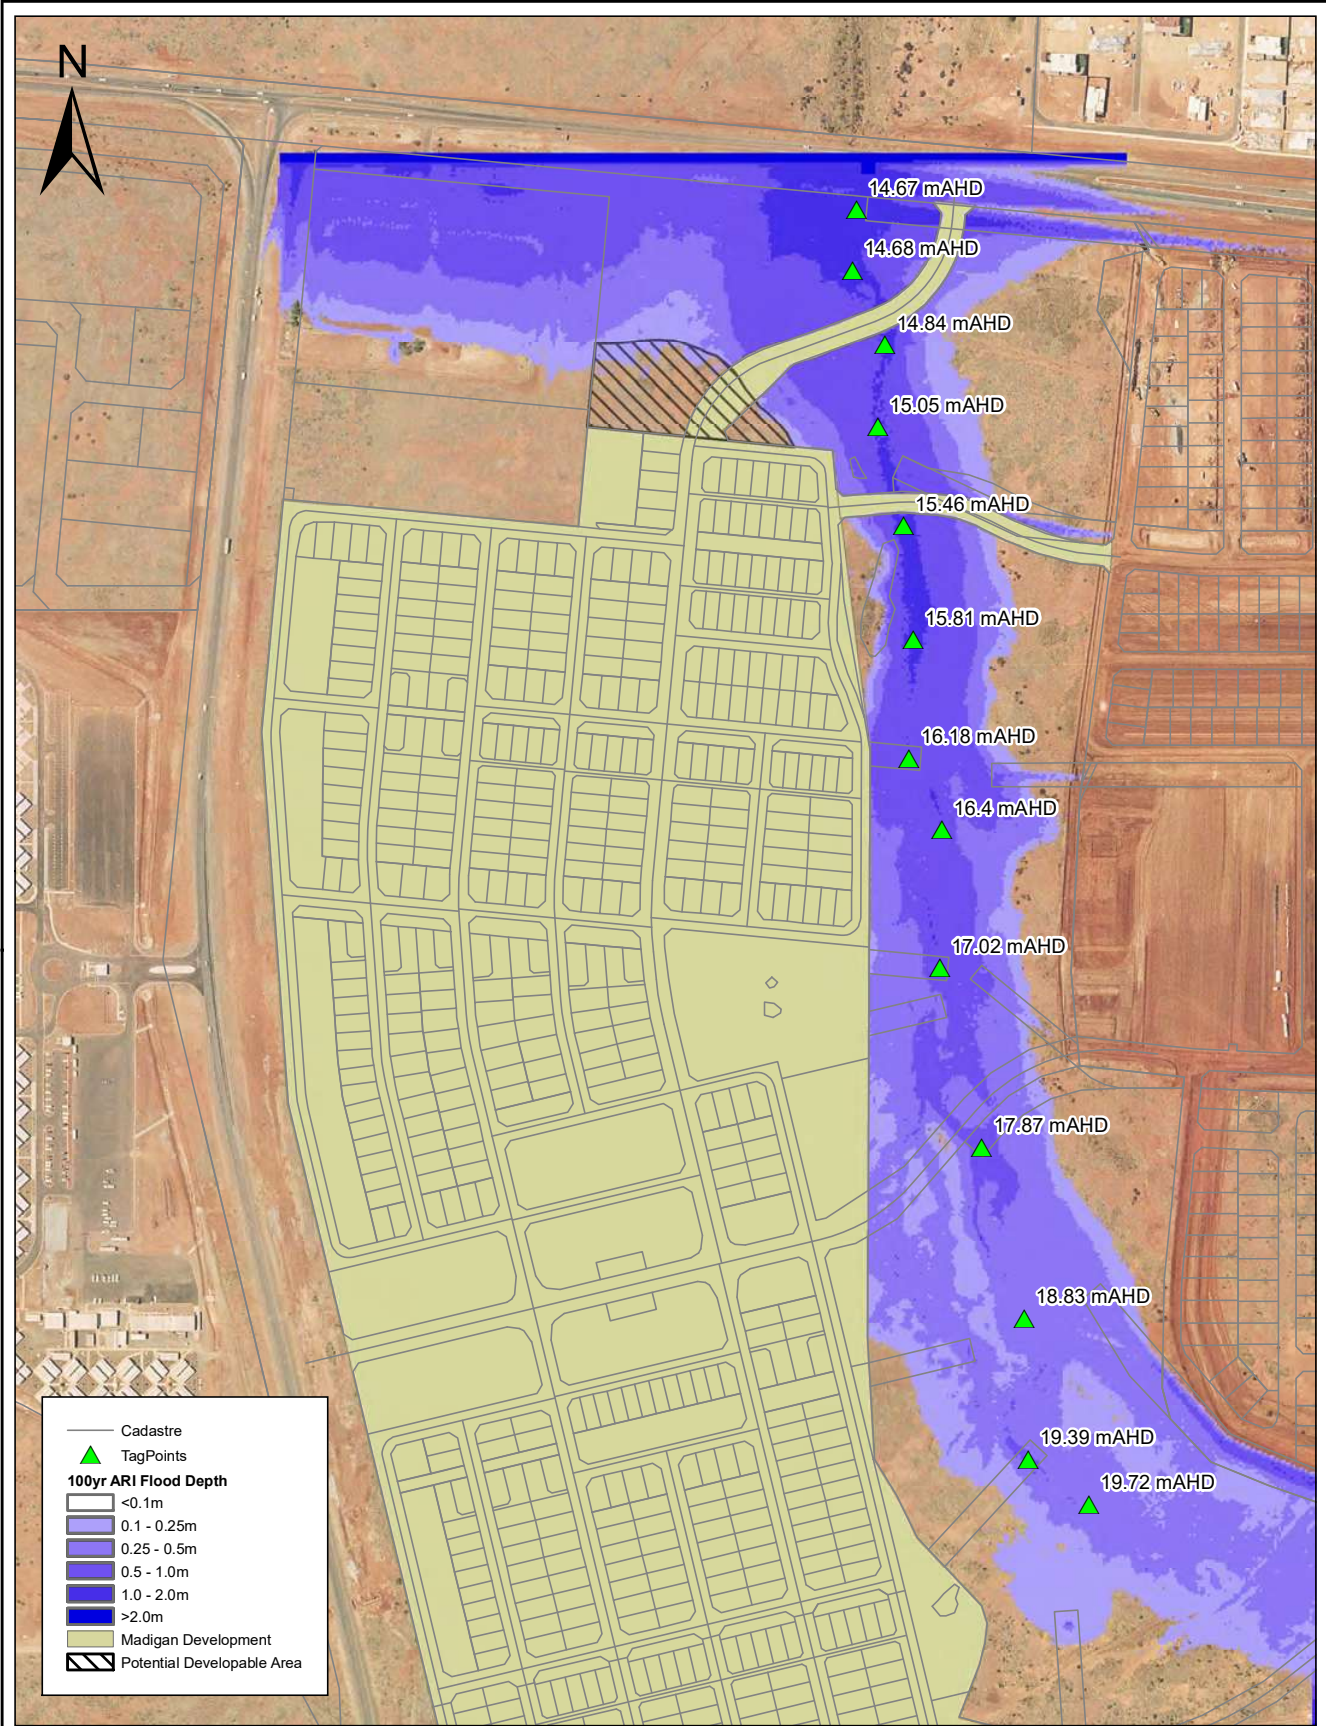 N
14.67 mAHD
14.68 mAHD
14.84 mAHD
15.05 mAHD
15.46 mAHD
15.81 mAHD
16.18 mAHD
16.4 mAHD
17.02 mAHD
17.87 mAHD
18.83 mAHD
19.39 mAHD
19.72 mAHD
Cadastre
TagPoints
100yr ARI Flood Depth
<0.1m
0.1 - 0.25m
0.25 - 0.5m
0.5 - 1.0m
1.0 - 2.0m
>2.0m
Madigan Development
Potential Developable Area